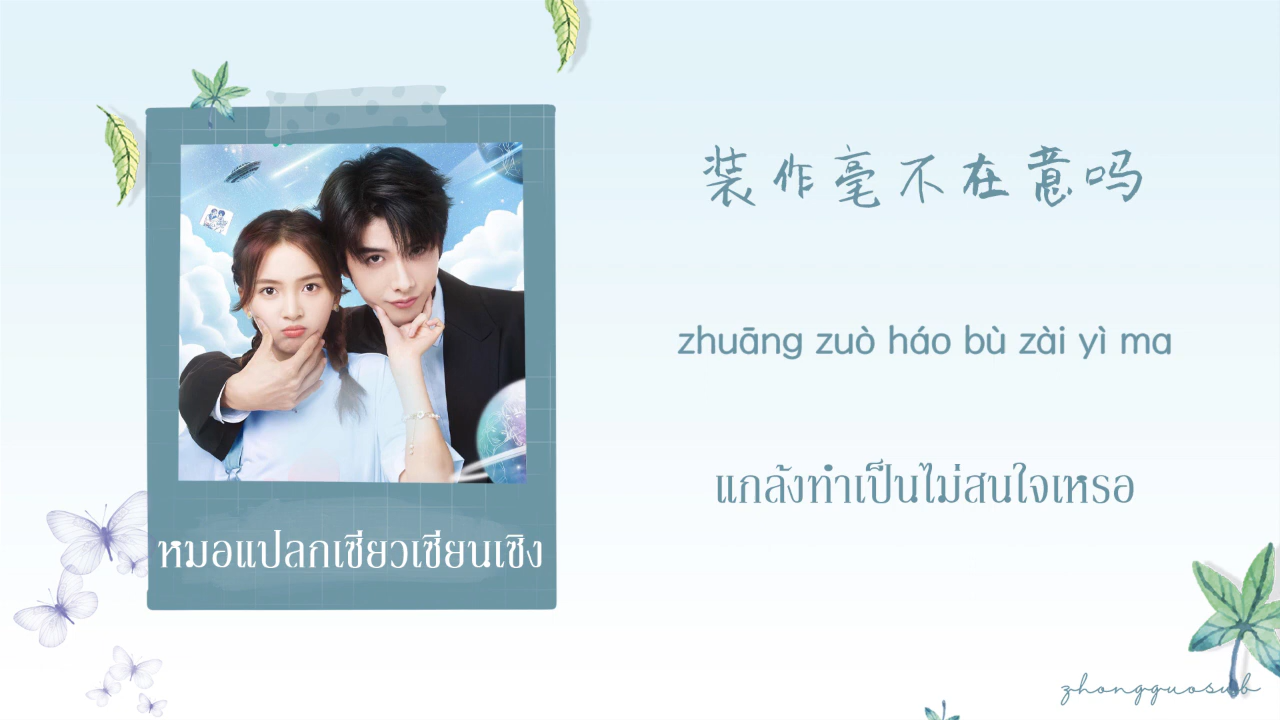 装作毫不在意吗
zhuāng zuò háo bù zài yì ma
แกล้งทำเป็นไม่สนใจเหรอ
หมอแปลกเซียวเซียนเซิง
zhongguosub